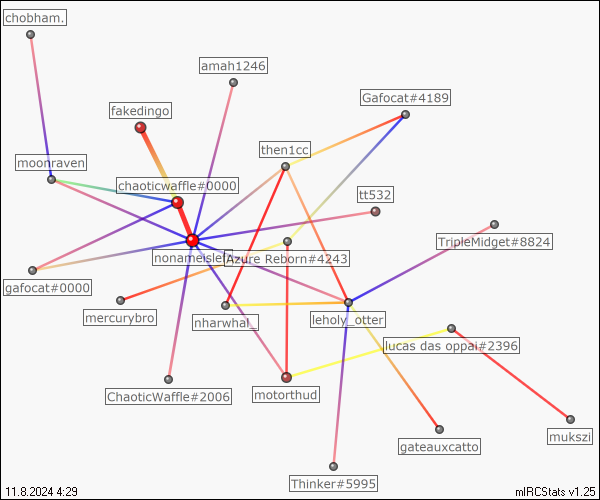 chobham.
amah1246
Gafocat#4189
fakedingo
then1cc
moonraven
chaoticwaffle#0000
tt532
TripleMidget#8824
nonameisleft
Azure Reborn#4243
gafocat#0000
mercurybro
nharwhal_
leholy_otter
lucas das oppai#2396
ChaoticWaffle#2006
motorthud
mukszi
gateauxcatto
Thinker#5995
11.8.2024 4:29
mIRCStats v1.25